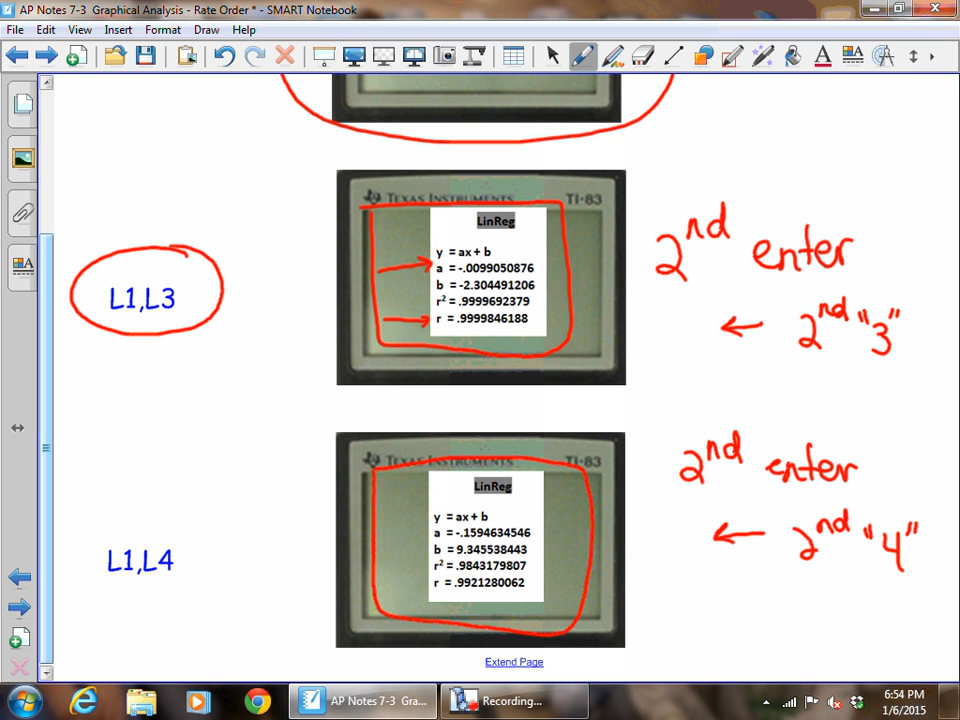 AP Notes 7-3 Graphical Analysis - Rate Order * - SMART Notebook
File Edit View Insert Format Draw Help
TEXAS INSTRUMENTS TI-83
LinReg
y = ax + b
a = -.0099050876
b = -2.304491206
r² = .9999692379
r = .9999846188
L1,L3
2nd enter
← 2nd "3"
TEXAS INSTRUMENTS TI-83
LinReg
y = ax + b
a = -.1594634546
b = 9.345538443
r² = .9843179807
r = .9921280062
L1,L4
2nd enter
← 2nd "4"
Extend Page
AP Notes 7-3 Gra...
Recording...
6:54 PM
1/6/2015